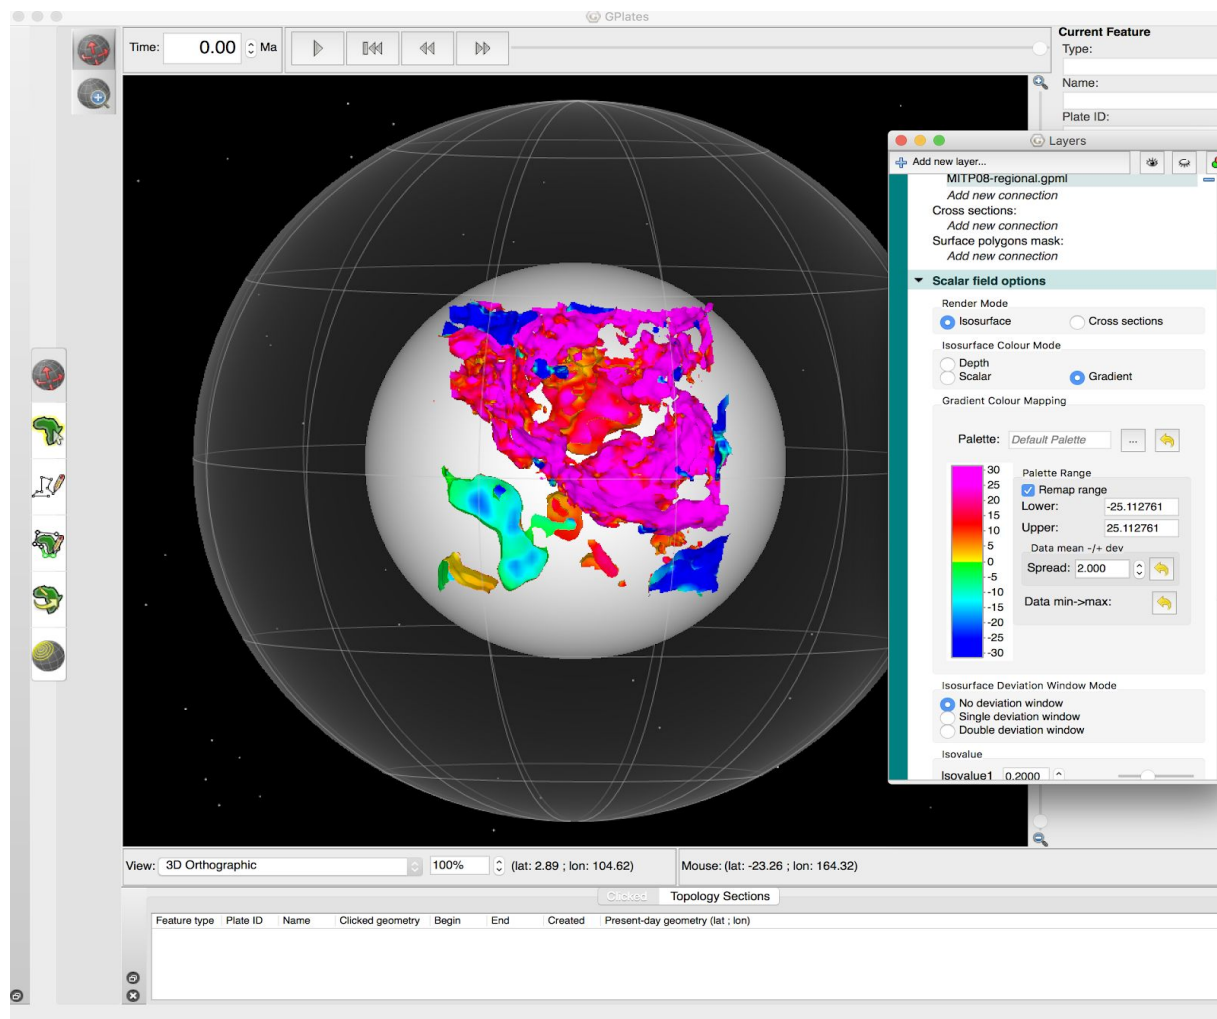 GPlates
Time: 0.00 Ma
Current Feature
Type:
Name:
Plate ID:
Layers
Add new layer...
MITP08-regional.gpml
Add new connection
Cross sections:
Add new connection
Surface polygons mask:
Add new connection
Scalar field options
Render Mode
Isosurface Cross sections
Isosurface Colour Mode
Depth
Scalar Gradient
Gradient Colour Mapping
Palette: Default Palette ...
30
25
20
15
10
5
0
-5
-10
-15
-20
-25
-30
Palette Range
Remap range
Lower: -25.112761
Upper: 25.112761
Data mean -/+ dev
Spread: 2.000
Data min->max:
Isosurface Deviation Window Mode
No deviation window
Single deviation window
Double deviation window
Isovalue
Isovalue1 0.2000
View: 3D Orthographic 100% (lat: 2.89 ; lon: 104.62) Mouse: (lat: -23.26 ; lon: 164.32)
Clicked Topology Sections
Feature type Plate ID Name Clicked geometry Begin End Created Present-day geometry (lat ; lon)